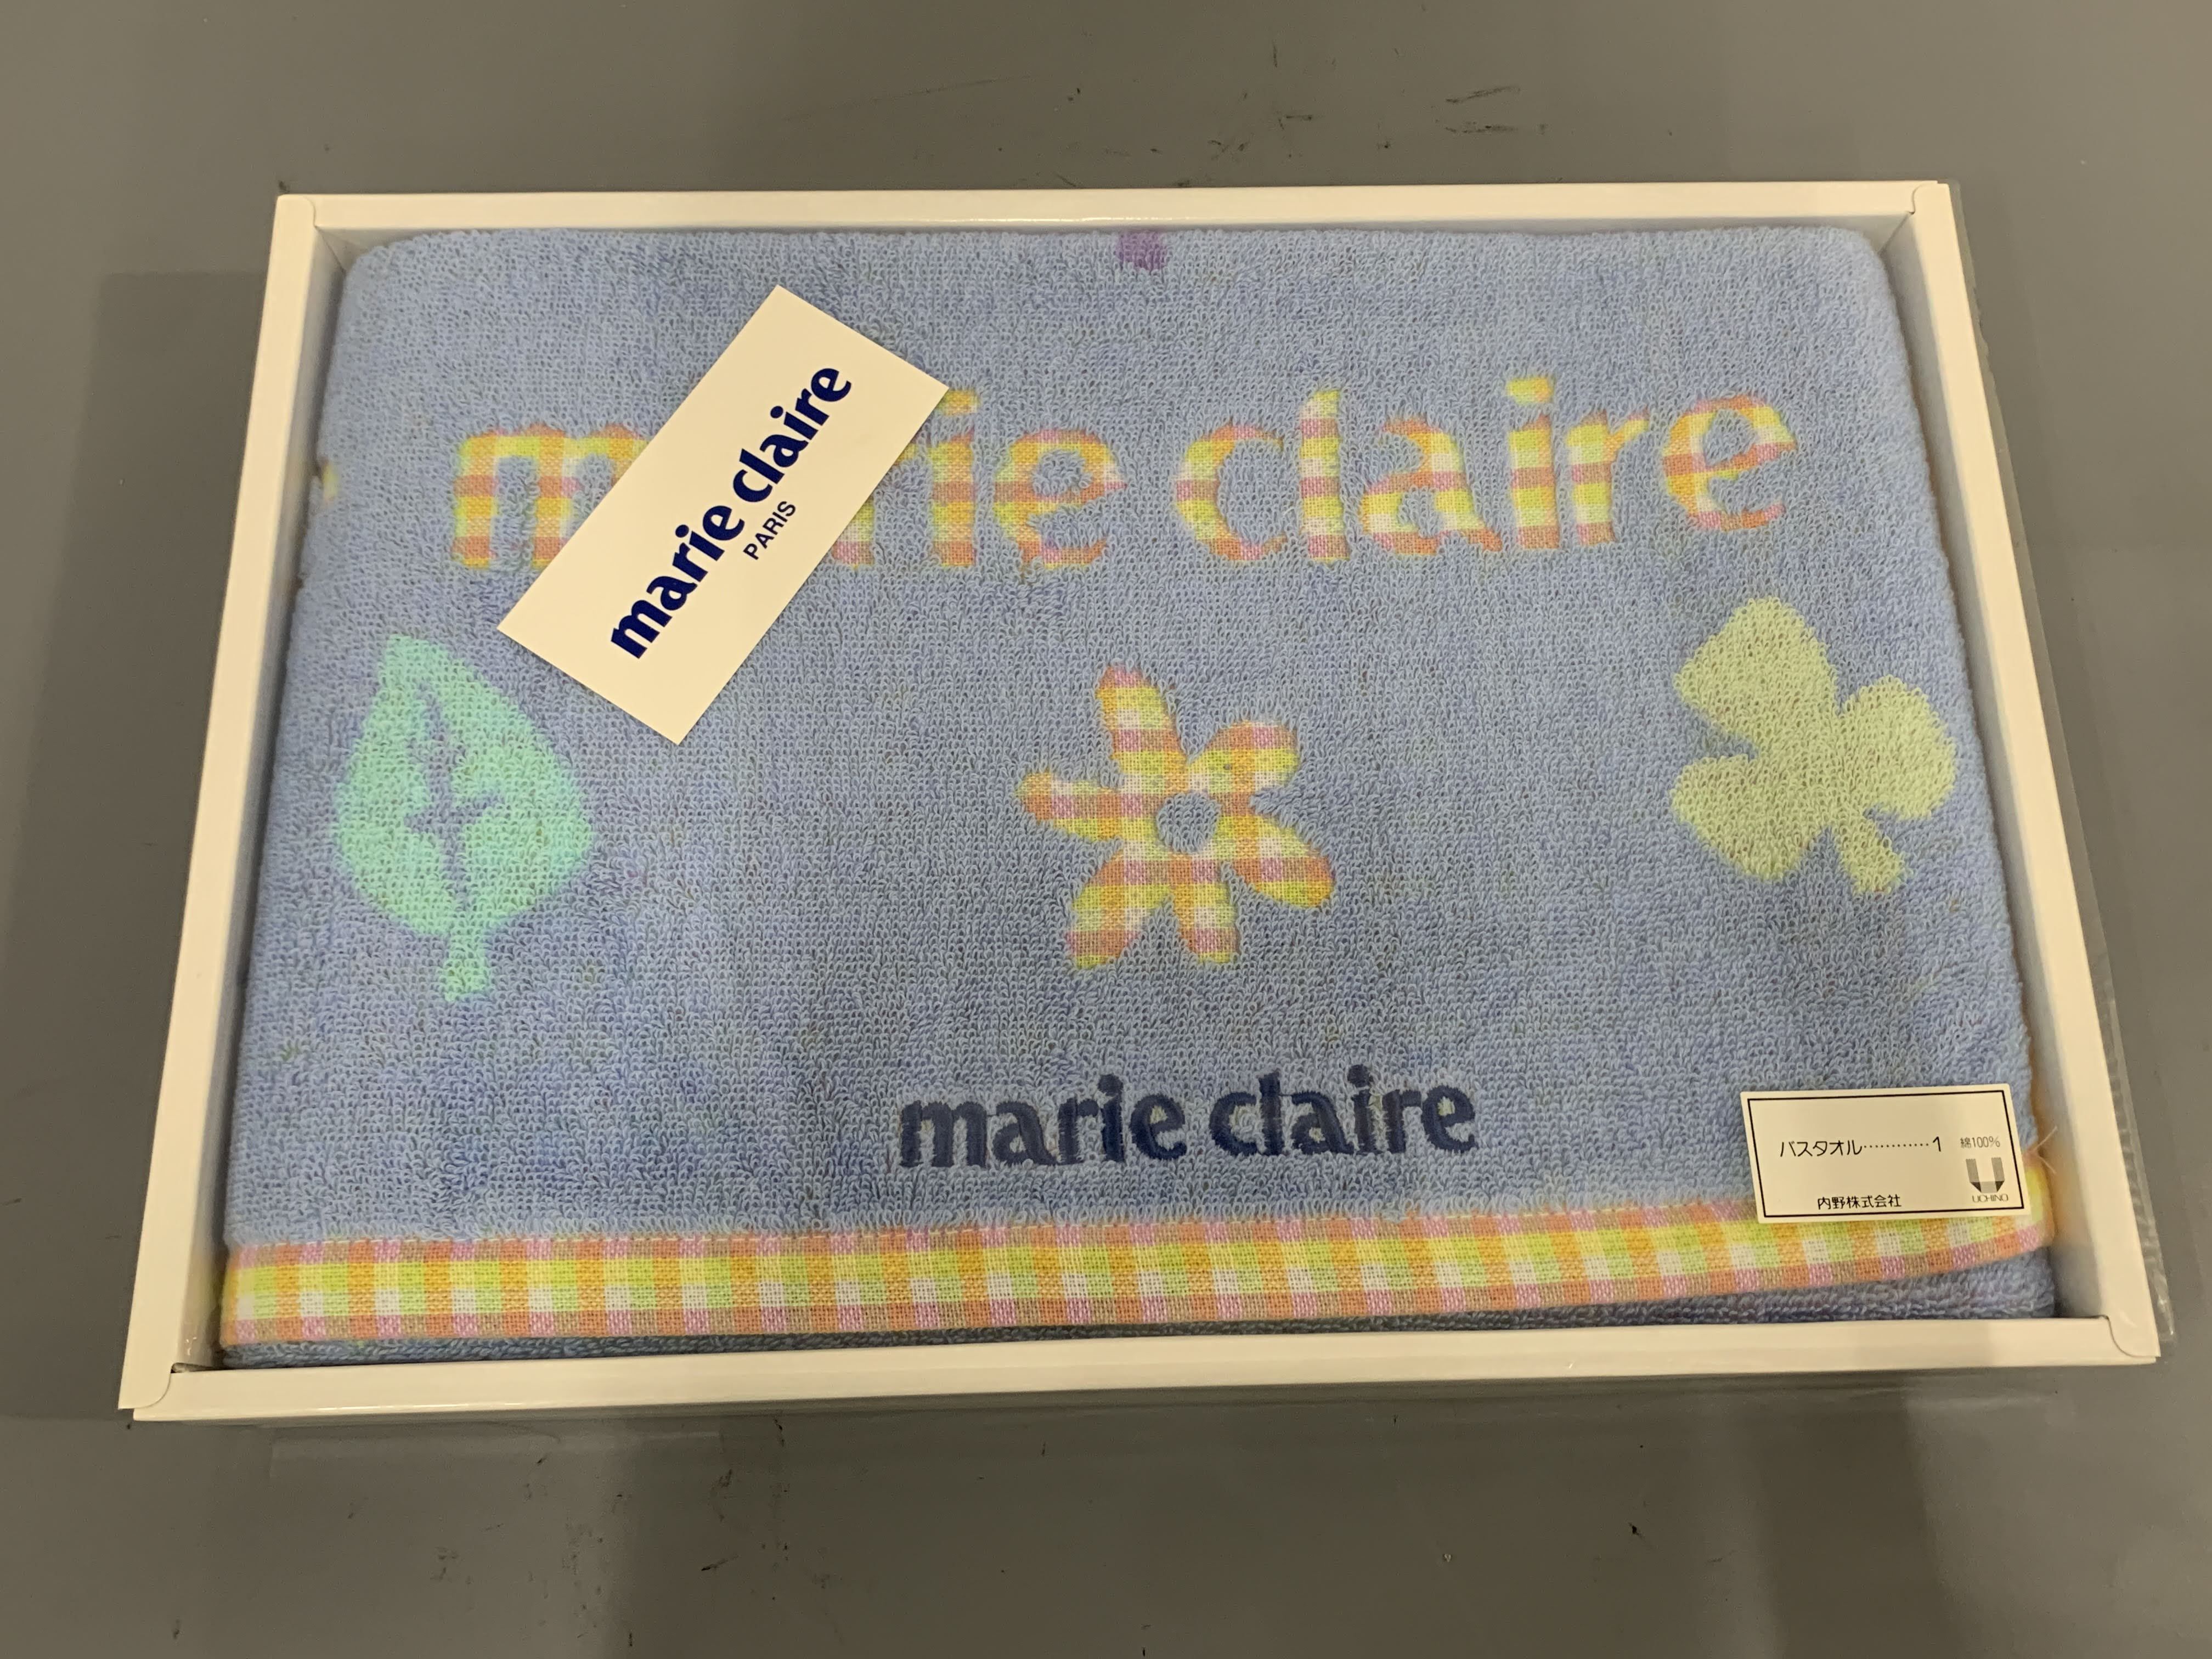 marie claire
PARIS
marie claire
marie claire
バスタオル…………1 綿100%
UCHINO
内野株式会社